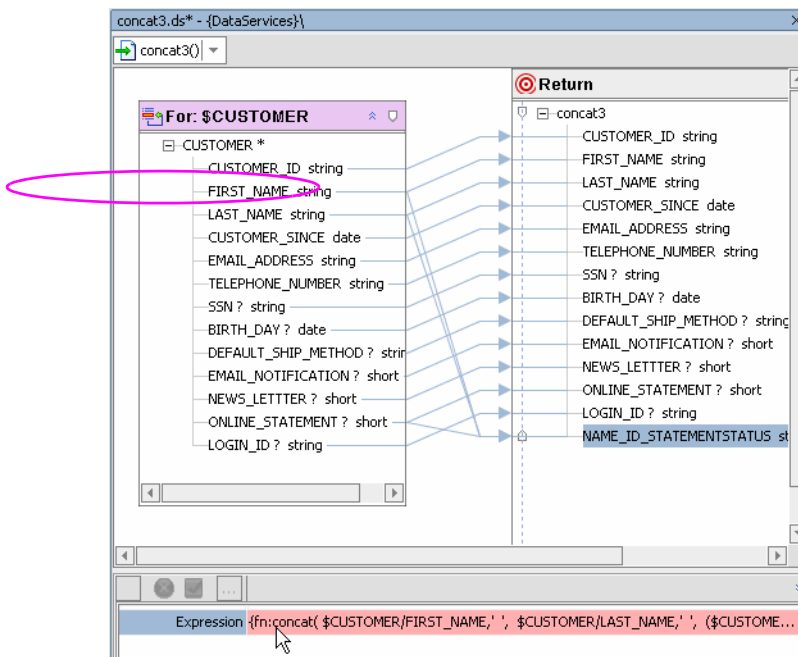 concat3.ds* - {DataServices}\
concat3()
Return
For: $CUSTOMER
concat3
CUSTOMER *
CUSTOMER_ID string
FIRST_NAME string
LAST_NAME string
CUSTOMER_SINCE date
EMAIL_ADDRESS string
TELEPHONE_NUMBER string
SSN ? string
BIRTH_DAY ? date
DEFAULT_SHIP_METHOD ? strin
EMAIL_NOTIFICATION ? short
NEWS_LETTTER ? short
ONLINE_STATEMENT ? short
LOGIN_ID ? string
CUSTOMER_ID string
FIRST_NAME string
LAST_NAME string
CUSTOMER_SINCE date
EMAIL_ADDRESS string
TELEPHONE_NUMBER string
SSN ? string
BIRTH_DAY ? date
DEFAULT_SHIP_METHOD ? string
EMAIL_NOTIFICATION ? short
NEWS_LETTTER ? short
ONLINE_STATEMENT ? short
LOGIN_ID ? string
NAME_ID_STATEMENTSTATUS st
...
Expression {fn:concat( $CUSTOMER/FIRST_NAME,' ', $CUSTOMER/LAST_NAME,' ', ($CUSTOME...